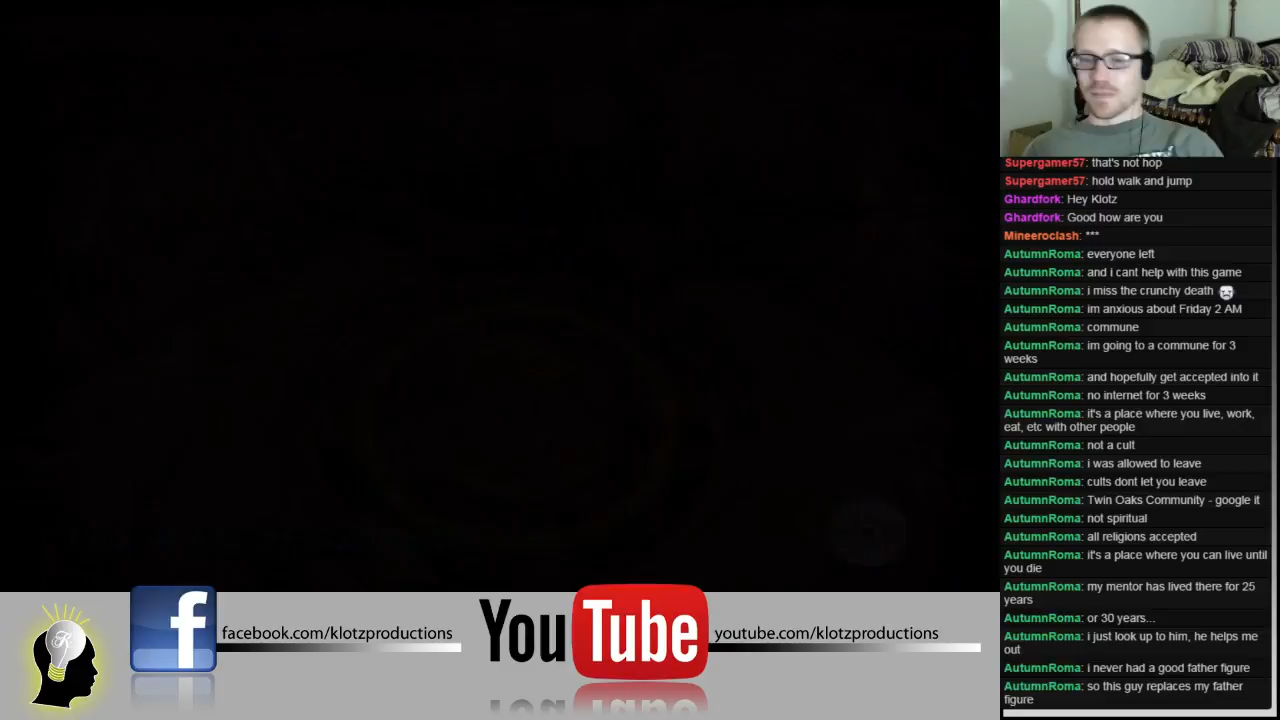 Supergamer57: that's not hop
Supergamer57: hold walk and jump
Ghardfork: Hey Klotz
Ghardfork: Good how are you
Mineeroclash: ***
AutumnRoma: everyone left
AutumnRoma: and i cant help with this game
AutumnRoma: i miss the crunchy death
AutumnRoma: im anxious about Friday 2 AM
AutumnRoma: commune
AutumnRoma: im going to a commune for 3
weeks
AutumnRoma: and hopefully get accepted into it
AutumnRoma: no internet for 3 weeks
AutumnRoma: it's a place where you live, work,
eat, etc with other people
AutumnRoma: not a cult
AutumnRoma: i was allowed to leave
AutumnRoma: cults dont let you leave
AutumnRoma: Twin Oaks Community - google it
AutumnRoma: not spiritual
AutumnRoma: all religions accepted
AutumnRoma: it's a place where you can live until
you die
AutumnRoma: my mentor has lived there for 25
years
AutumnRoma: or 30 years...
AutumnRoma: i just look up to him, he helps me
out
AutumnRoma: i never had a good father figure
AutumnRoma: so this guy replaces my father
figure
K
f
facebook.com/klotzproductions
YouTube
youtube.com/klotzproductions